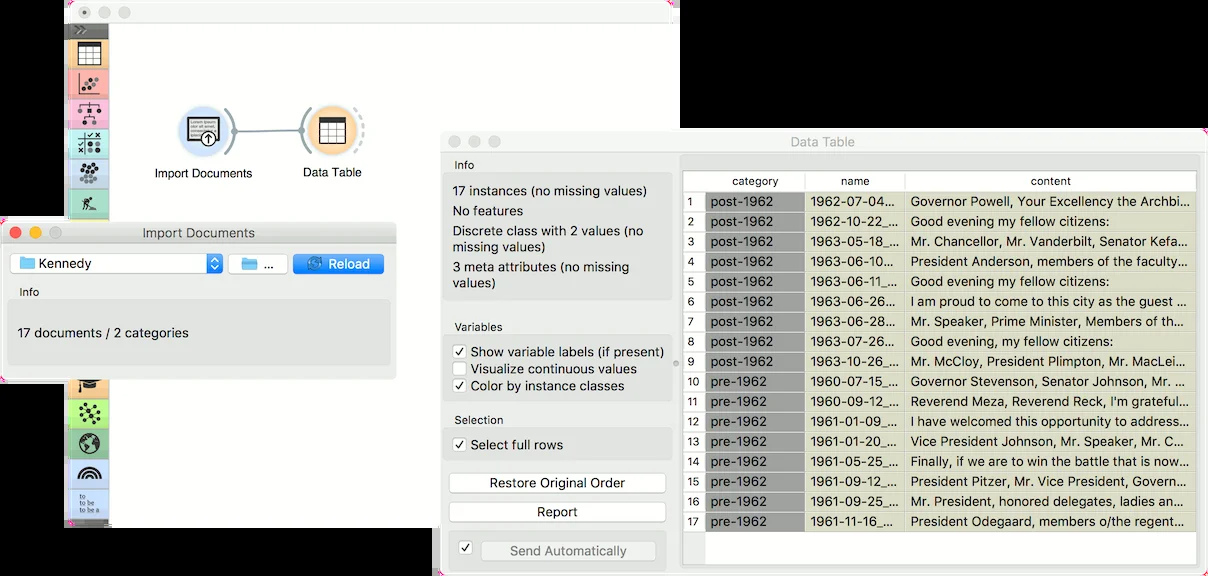 Import Documents
Data Table
to
to be
to be a
Import Documents
Kennedy
...
Reload
Info
17 documents / 2 categories
Data Table
Info
17 instances (no missing values)
No features
Discrete class with 2 values (no
missing values)
3 meta attributes (no missing
values)
Variables
Show variable labels (if present)
Visualize continuous values
Color by instance classes
Selection
Select full rows
Restore Original Order
Report
Send Automatically
category name content
1 post-1962 1962-07-04... Governor Powell, Your Excellency the Archbi...
2 post-1962 1962-10-22_... Good evening my fellow citizens:
3 post-1962 1963-05-18_... Mr. Chancellor, Mr. Vanderbilt, Senator Kefa...
4 post-1962 1963-06-10... President Anderson, members of the faculty...
5 post-1962 1963-06-11_... Good evening my fellow citizens:
6 post-1962 1963-06-26... I am proud to come to this city as the guest ...
7 post-1962 1963-06-28... Mr. Speaker, Prime Minister, Members of th...
8 post-1962 1963-07-26... Good evening, my fellow citizens:
9 post-1962 1963-10-26_... Mr. McCloy, President Plimpton, Mr. MacLei...
10 pre-1962 1960-07-15_... Governor Stevenson, Senator Johnson, Mr. ...
11 pre-1962 1960-09-12_... Reverend Meza, Reverend Reck, I'm grateful...
12 pre-1962 1961-01-09_... I have welcomed this opportunity to address...
13 pre-1962 1961-01-20_... Vice President Johnson, Mr. Speaker, Mr. C...
14 pre-1962 1961-05-25_... Finally, if we are to win the battle that is now...
15 pre-1962 1961-09-12_... President Pitzer, Mr. Vice President, Govern...
16 pre-1962 1961-09-25_... Mr. President, honored delegates, ladies an...
17 pre-1962 1961-11-16_... President Odegaard, members o/the regent...